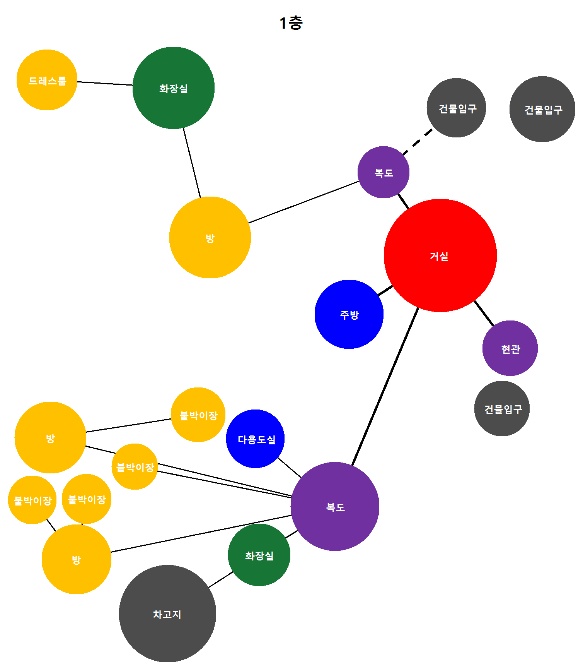 1층
드레스룸
화장실
건물입구
건물입구
복도
방
거실
주방
현관
건물입구
붙박이장
방
다용도실
붙박이장
붙박이장
붙박이장
복도
방
화장실
차고지